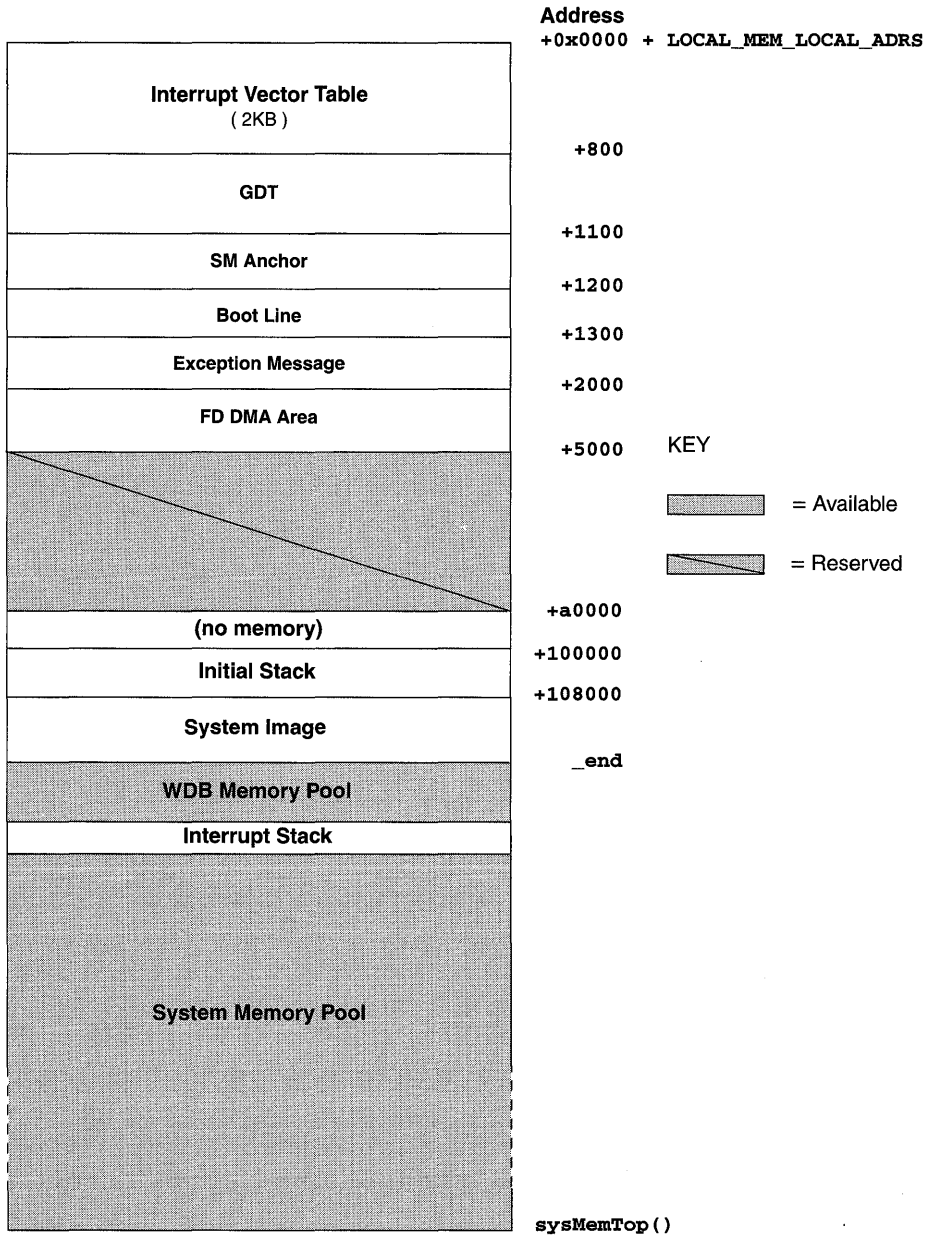 Address
+0x0000 + LOCAL_MEM_LOCAL_ADRS
Interrupt Vector Table
( 2KB )
+800
GDT
+1100
SM Anchor
+1200
Boot Line
+1300
Exception Message
+2000
FD DMA Area
+5000
KEY
= Available
= Reserved
+a0000
(no memory)
+100000
Initial Stack
+108000
System Image
_end
WDB Memory Pool
Interrupt Stack
System Memory Pool
sysMemTop()